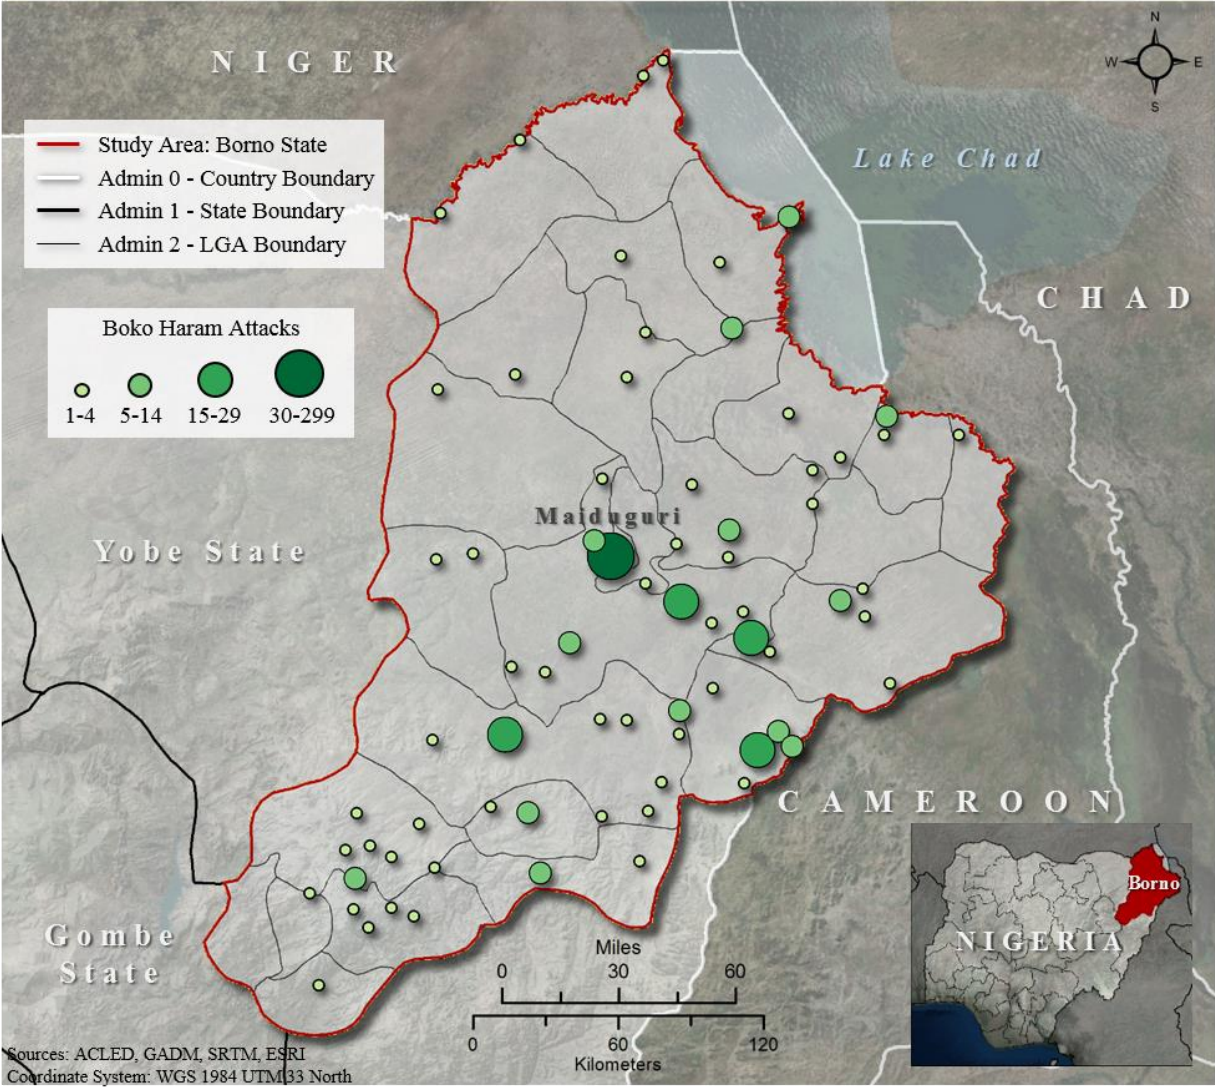 N
W E
S
NIGER
Study Area: Borno State
Admin 0 - Country Boundary
Admin 1 - State Boundary
Admin 2 - LGA Boundary
Lake Chad
CHAD
Boko Haram Attacks
1-4 5-14 15-29 30-299
Maiduguri
Yobe State
CAMEROON
Borno
NIGERIA
Gombe
State
Miles
0 30 60
0 60 120
Kilometers
Sources: ACLED, GADM, SRTM, ESRI
Coordinate System: WGS 1984 UTM 33 North